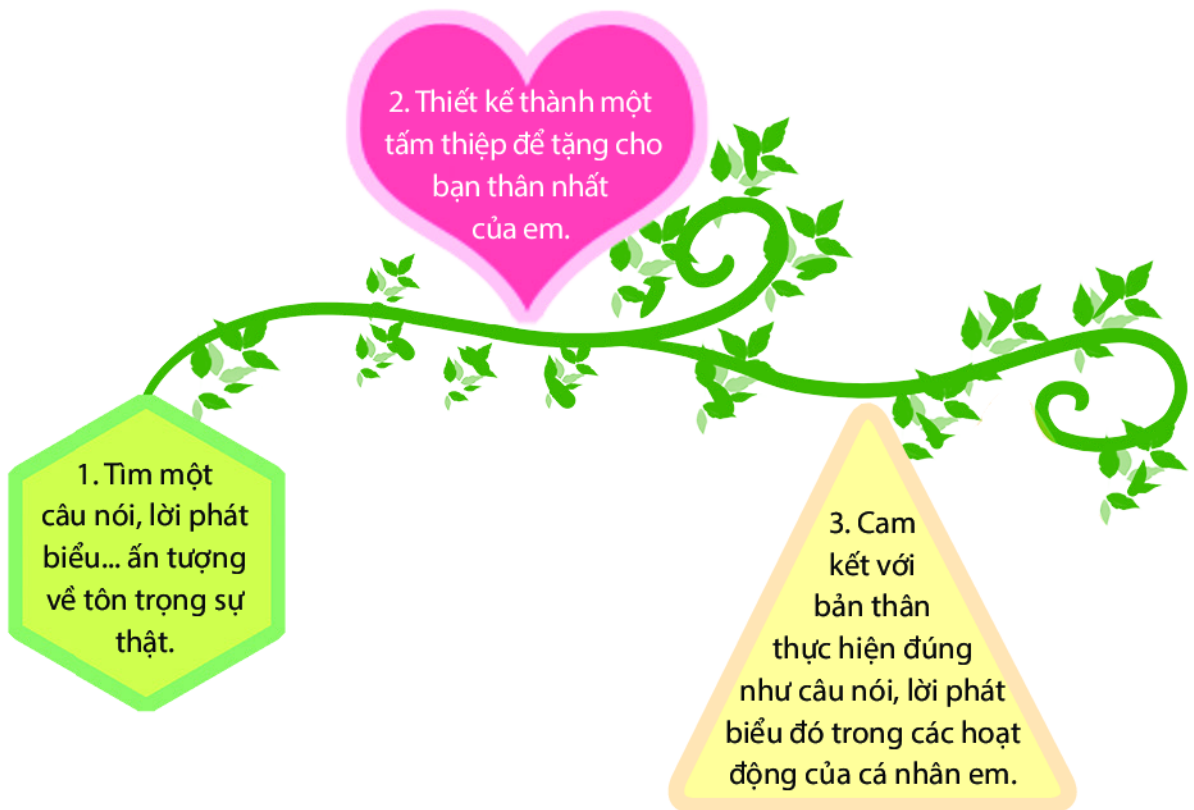 1. Tìm một
câu nói, lời phát
biểu... ấn tượng
về tôn trọng sự
thật.
2. Thiết kế thành một
tấm thiệp để tặng cho
bạn thân nhất
của em.
3. Cam
kết với
bản thân
thực hiện đúng
như câu nói, lời phát
biểu đó trong các hoạt
động của cá nhân em.